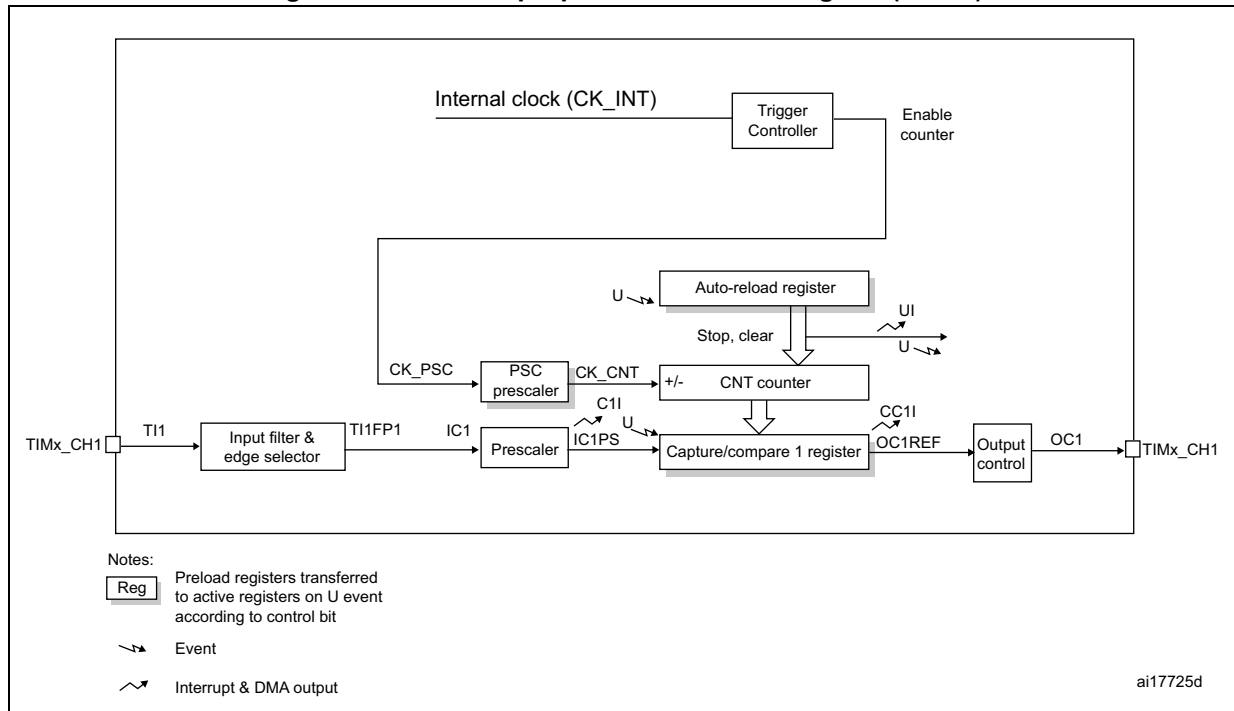 Internal clock (CK_INT)
Trigger
Controller
Enable
counter
U
Auto-reload register
UI
Stop, clear
U
CK_PSC
PSC
prescaler
CK_CNT
+/-
CNT counter
TIMx_CH1
TI1
Input filter &
edge selector
TI1FP1
IC1
Prescaler
C1I
IC1PS
U
Capture/compare 1 register
CC1I
OC1REF
Output
control
OC1
TIMx_CH1
Notes:
Reg
Preload registers transferred
to active registers on U event
according to control bit
Event
Interrupt & DMA output
ai17725d